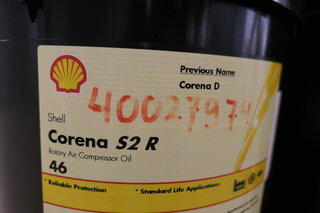 Previous Name
Corena D
40027974
Shell
Corena S2 R
Rotary Air Compressor Oil
46
* Reliable Protection
* Standard Life Applications